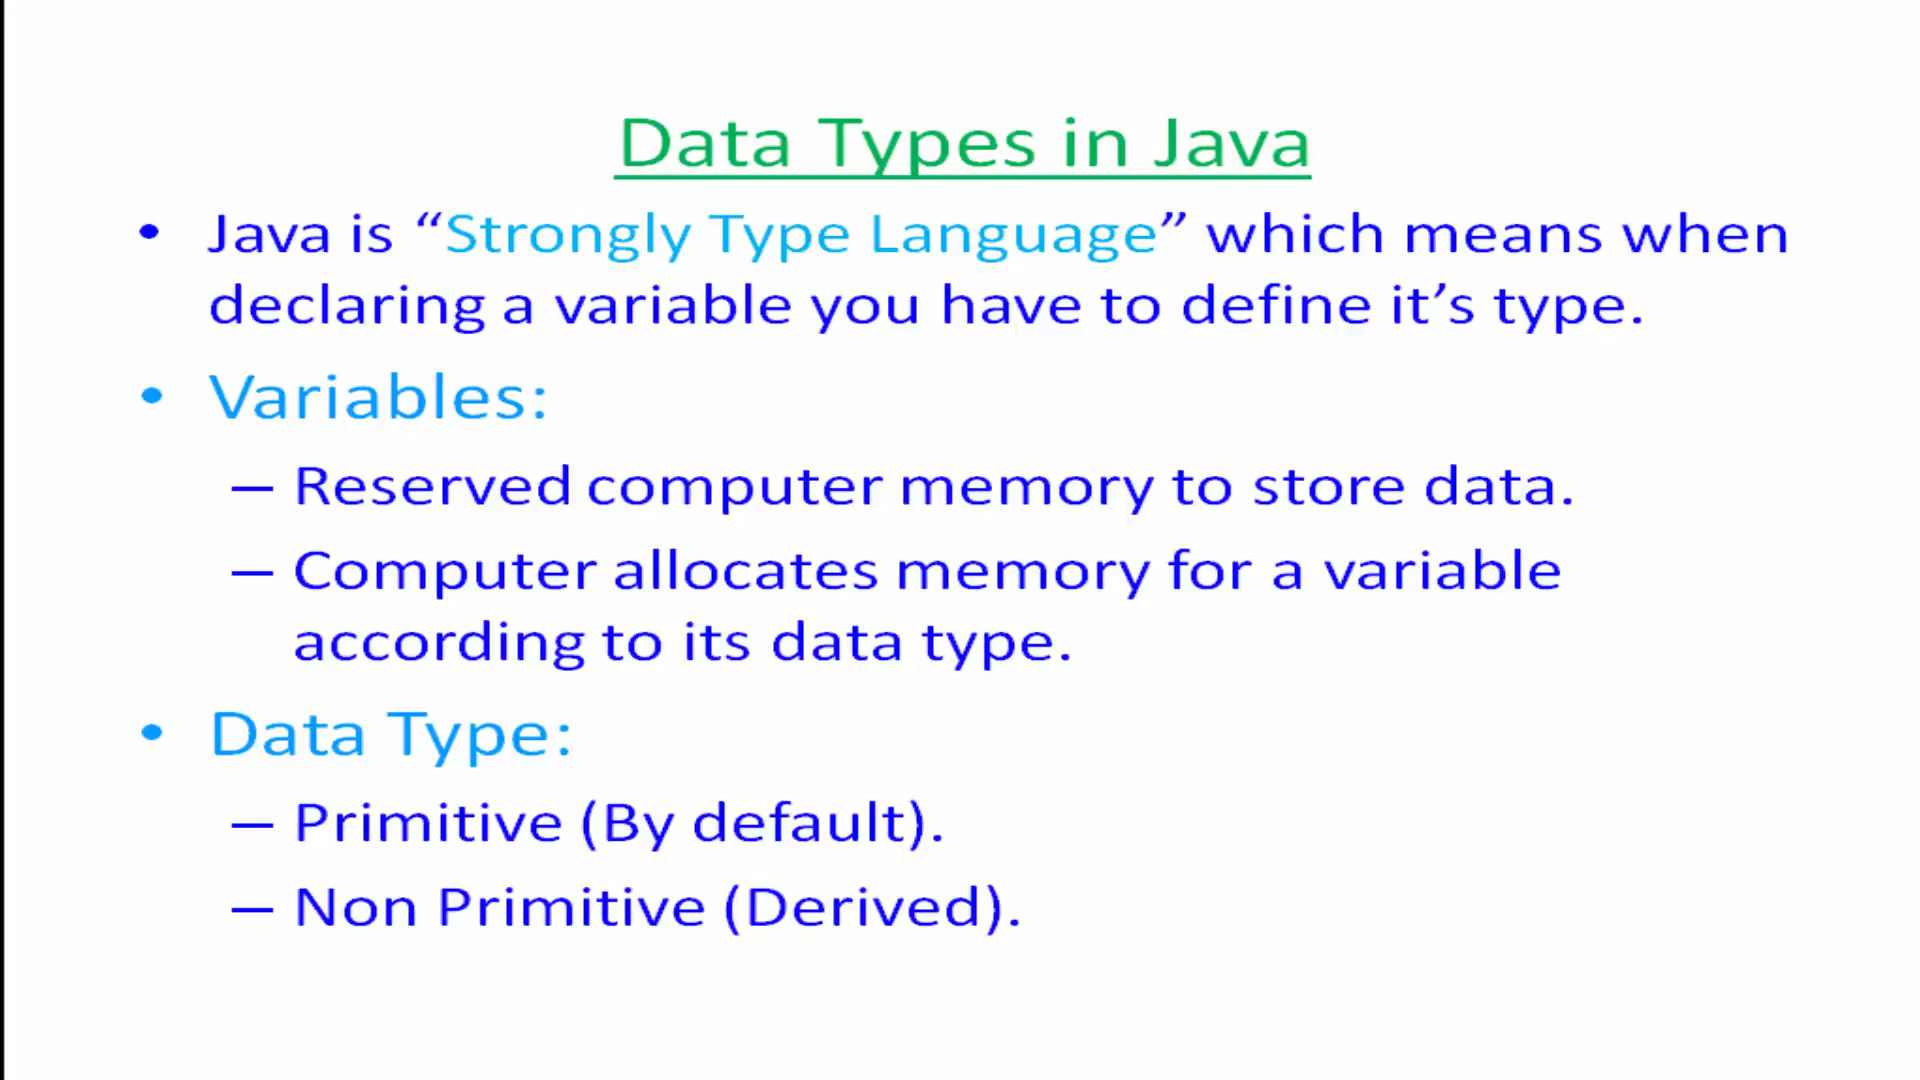 Data Types in Java
• Java is “Strongly Type Language” which means when
declaring a variable you have to define it’s type.
• Variables:
– Reserved computer memory to store data.
– Computer allocates memory for a variable
according to its data type.
• Data Type:
– Primitive (By default).
– Non Primitive (Derived).